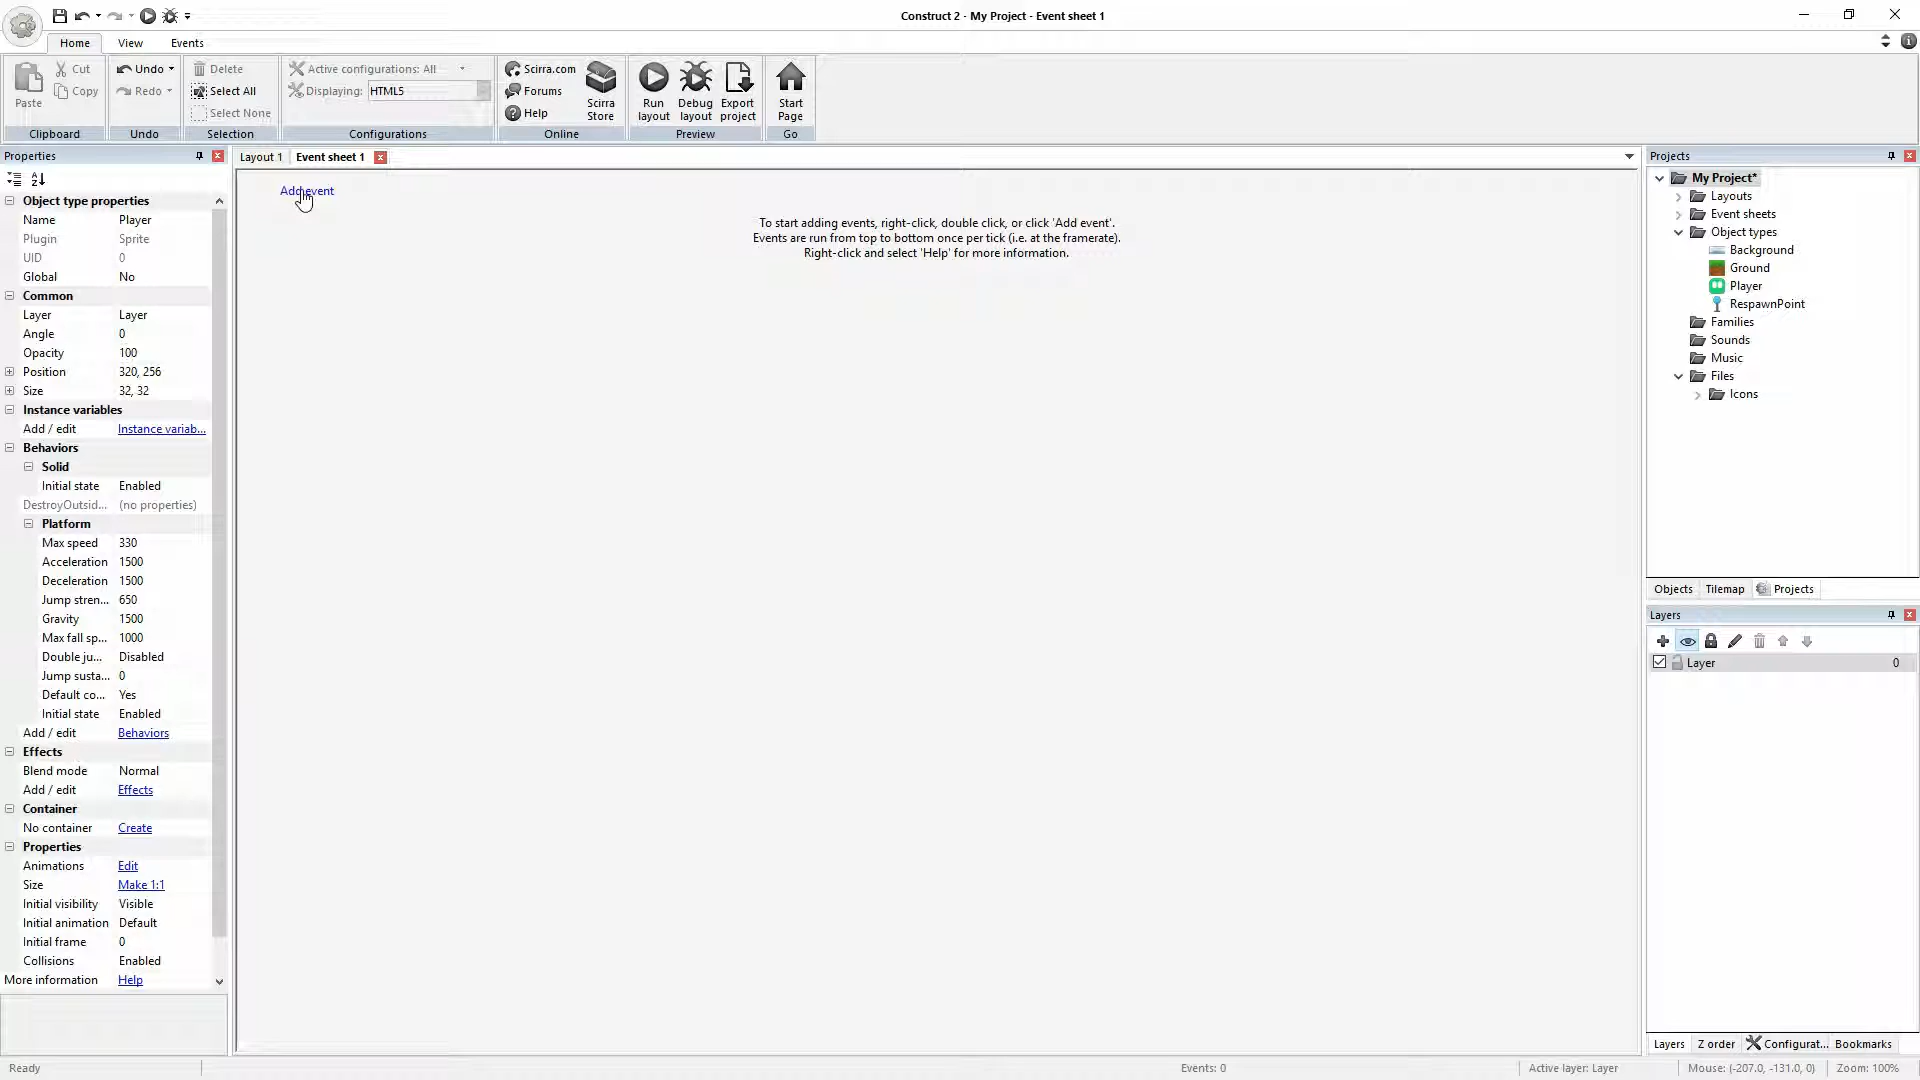 Construct 2 - My Project - Event sheet 1
Home View Events
Paste
Cut
Copy
Clipboard
Undo
Redo
Undo
Delete
Select All
Select None
Selection
Active configurations: All
Displaying: HTML5
Configurations
Scirra.com
Forums
Help
Scirra Store
Online
Run layout
Debug layout
Export project
Preview
Start Page
Go
Properties
Layout 1
Event sheet 1
Projects
Add event
To start adding events, right-click, double click, or click 'Add event'.
Events are run from top to bottom once per tick (i.e. at the framerate).
Right-click and select 'Help' for more information.
Object type properties
Name Player
Plugin Sprite
UID 0
Global No
Common
Layer Layer
Angle 0
Opacity 100
Position 320, 256
Size 32, 32
Instance variables
Add / edit Instance variab...
Behaviors
Solid
Initial state Enabled
DestroyOutsid... (no properties)
Platform
Max speed 330
Acceleration 1500
Deceleration 1500
Jump stren... 650
Gravity 1500
Max fall sp... 1000
Double ju... Disabled
Jump susta... 0
Default co... Yes
Initial state Enabled
Add / edit Behaviors
Effects
Blend mode Normal
Add / edit Effects
Container
No container Create
Properties
Animations Edit
Size Make 1:1
Initial visibility Visible
Initial animation Default
Initial frame 0
Collisions Enabled
More information Help
My Project*
Layouts
Event sheets
Object types
Background
Ground
Player
RespawnPoint
Families
Sounds
Music
Files
Icons
Objects Tilemap Projects
Layers
Layer 0
Layers Z order Configurat... Bookmarks
Ready
Events: 0
Active layer: Layer
Mouse: (-207.0, -131.0, 0)
Zoom: 100%